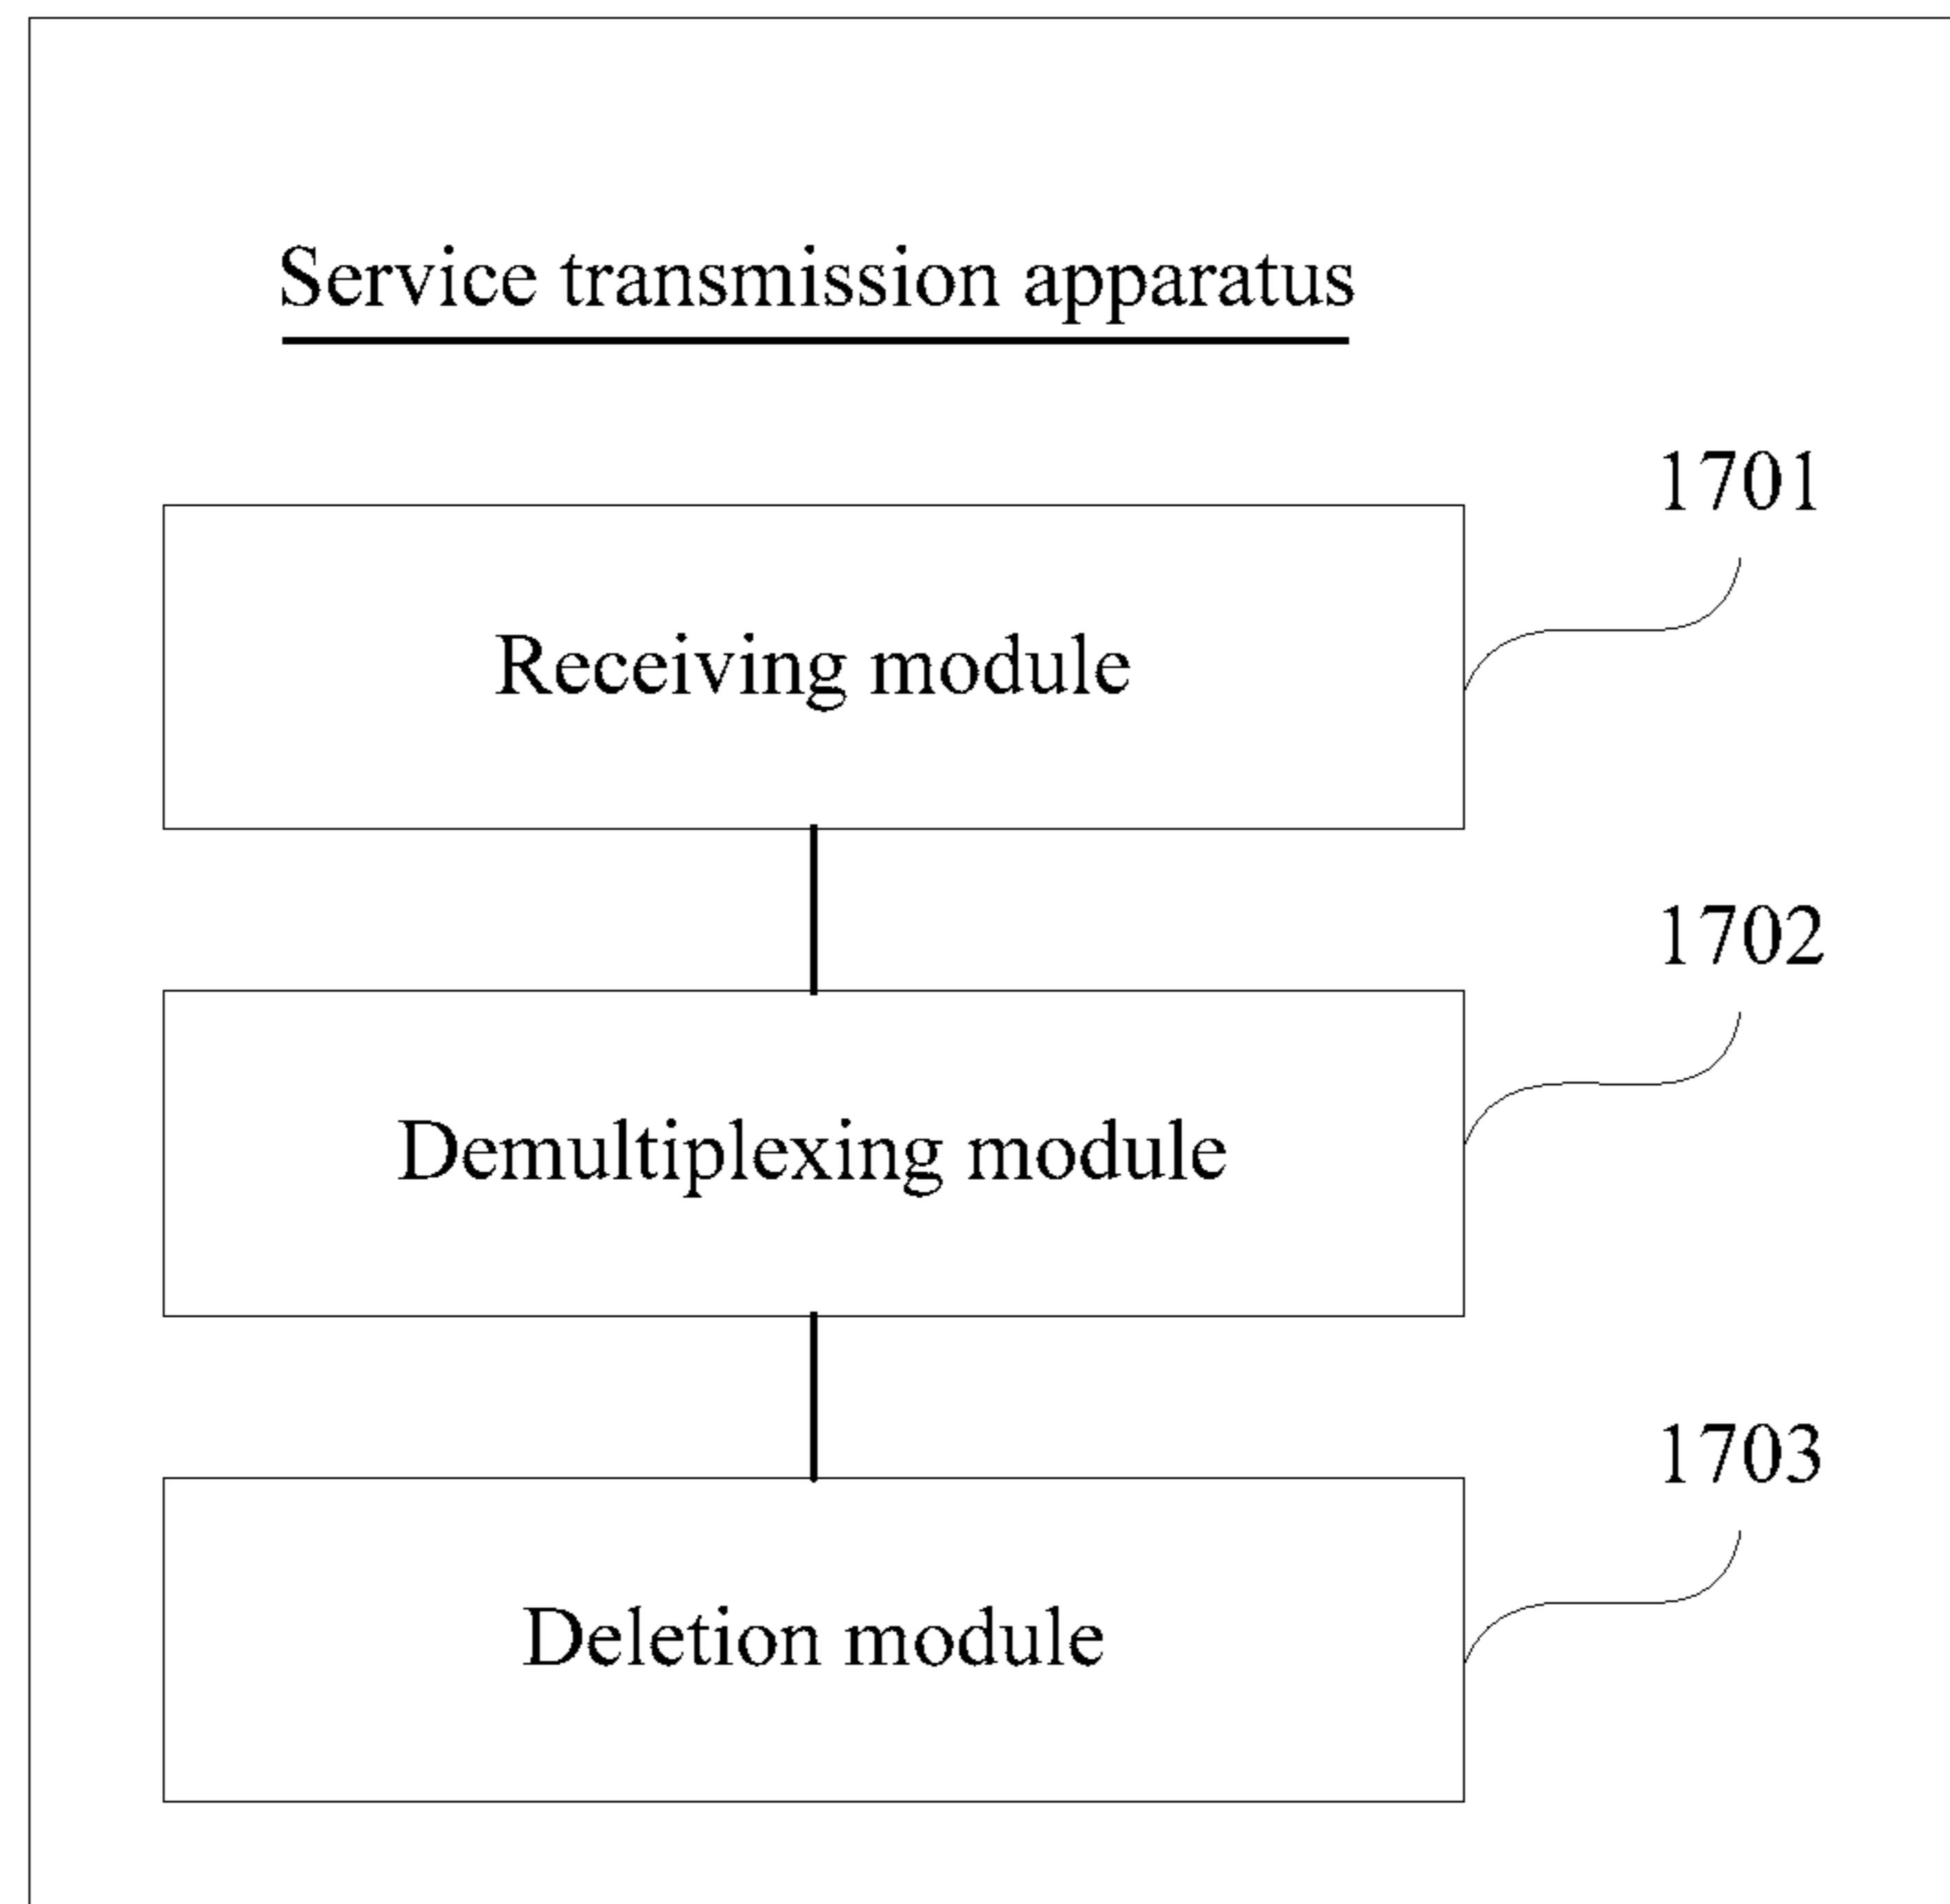 Service transmission apparatus
1701
Receiving module
1702
Demultiplexing module
1703
Deletion module